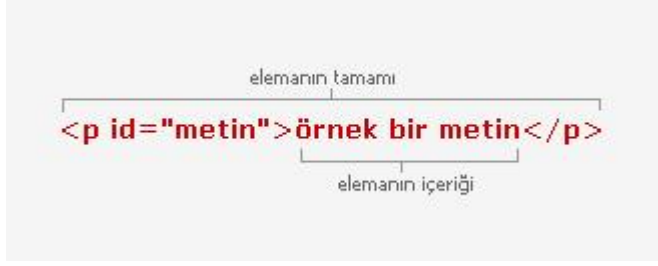 elemanın tamamı
<p id="metin">örnek bir metin</p>
elemanın içeriği